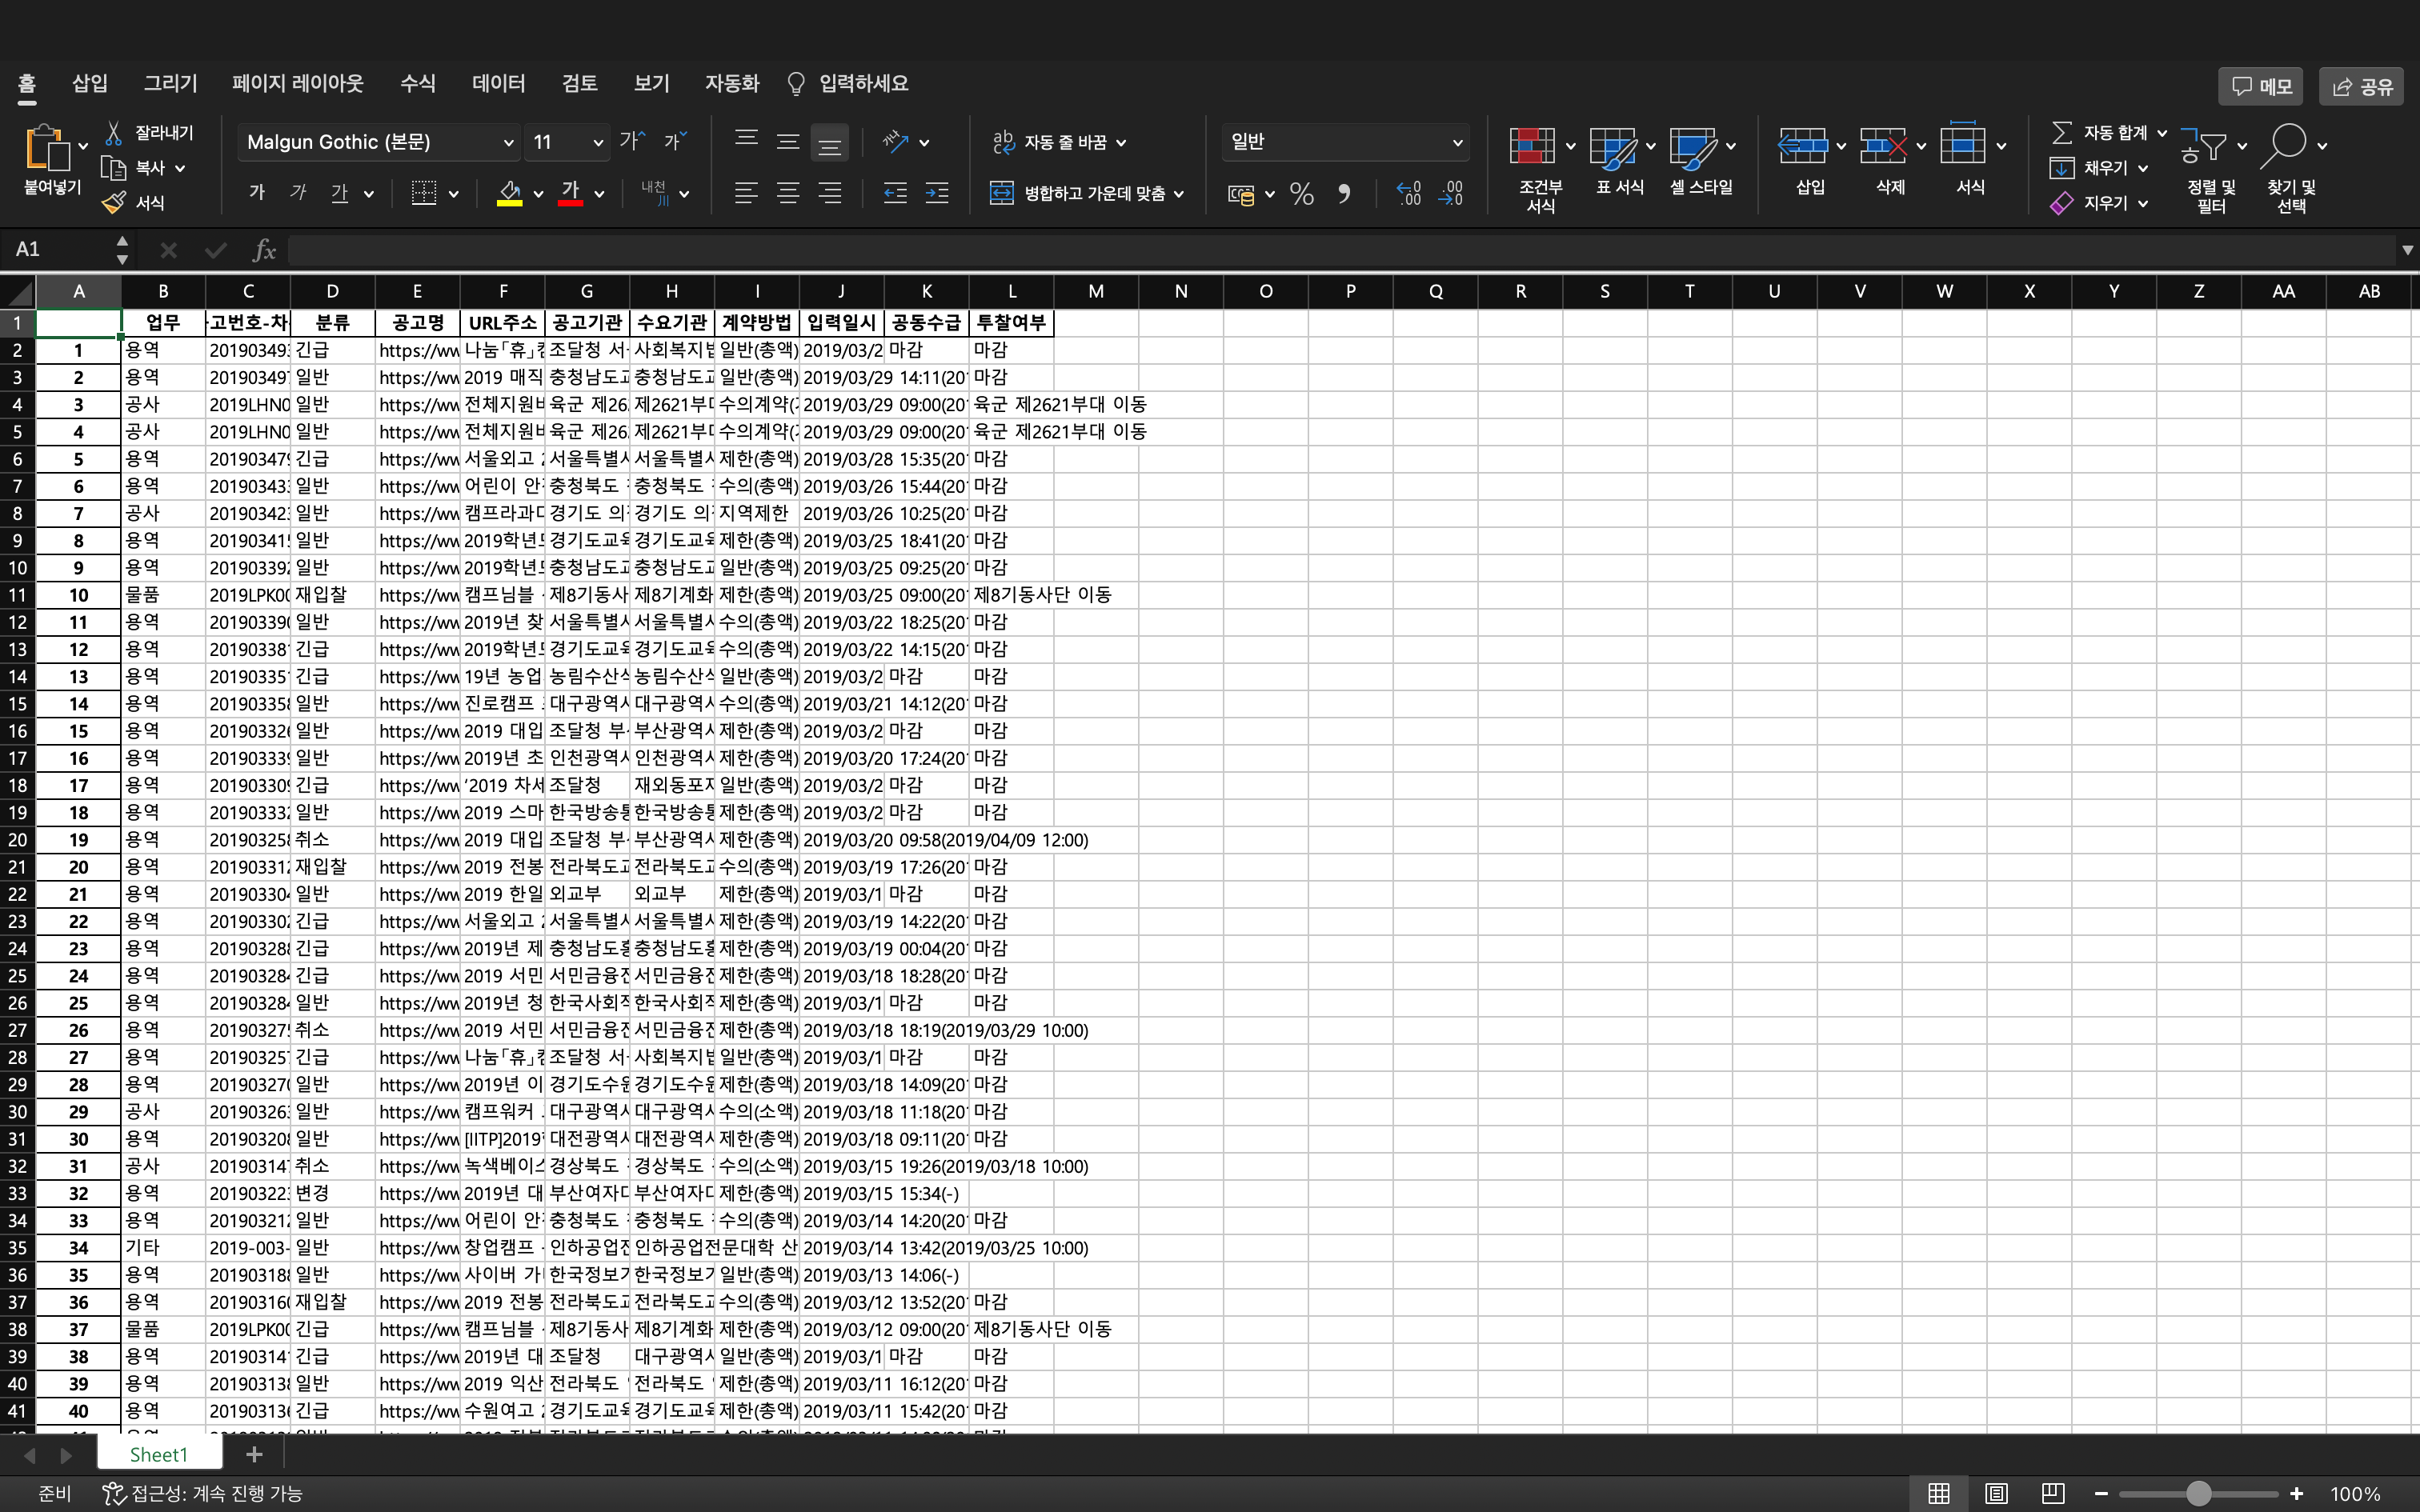 홈 삽입 그리기 페이지 레이아웃 수식 데이터 검토 보기 자동화 입력하세요 메모 공유
붙여넣기 잘라내기 복사 서식
Malgun Gothic (본문) 11 가 가
가 가 가 가 내천
자동 줄 바꿈
병합하고 가운데 맞춤
일반
조건부 서식 표 서식 셀 스타일 삽입 삭제 서식
자동 합계 채우기 지우기 정렬 및 필터 찾기 및 선택
A1 fx
A B C D E F G H I J K L M N O P Q R S T U V W X Y Z AA AB
1 업무 고번호-차 분류 공고명 URL주소 공고기관 수요기관 계약방법 입력일시 공동수급 투찰여부
2 1 용역 20190349 긴급 https://ww 나눔「휴」 조달청 서 사회복지법 일반(총액) 2019/03/2 마감 마감
3 2 용역 20190349 일반 https://ww 2019 매직 충청남도교 충청남도교 일반(총액) 2019/03/29 14:11(20 마감
4 3 공사 2019LHN0 일반 https://ww 전체지원 육군 제26 제2621부대 수의계약( 2019/03/29 09:00(20 육군 제2621부대 이동
5 4 공사 2019LHN0 일반 https://ww 전체지원 육군 제26 제2621부대 수의계약( 2019/03/29 09:00(20 육군 제2621부대 이동
6 5 용역 20190347 긴급 https://ww 서울외고 서울특별시 서울특별시 제한(총액) 2019/03/28 15:35(20 마감
7 6 용역 20190343 일반 https://ww 어린이 안 충청북도 충청북도 수의(총액) 2019/03/26 15:44(20 마감
8 7 공사 20190342 일반 https://ww 캠프라과디 경기도 의 경기도 의 지역제한 2019/03/26 10:25(20 마감
9 8 용역 20190341 일반 https://ww 2019학년도 경기도교육 경기도교육 제한(총액) 2019/03/25 18:41(20 마감
10 9 용역 20190339 일반 https://ww 2019학년도 충청남도교 충청남도교 일반(총액) 2019/03/25 09:25(20 마감
11 10 물품 2019LPK00 재입찰 https://ww 캠프님블 제8기동사 제8기계화 제한(총액) 2019/03/25 09:00(20 제8기동사단 이동
12 11 용역 20190339 일반 https://ww 2019년 찾 서울특별시 서울특별시 수의(총액) 2019/03/22 18:25(20 마감
13 12 용역 20190338 긴급 https://ww 2019학년도 경기도교육 경기도교육 수의(총액) 2019/03/22 14:15(20 마감
14 13 용역 20190335 긴급 https://ww 19년 농업 농림수산식 농림수산식 일반(총액) 2019/03/2 마감 마감
15 14 용역 20190335 일반 https://ww 진로캠프 대구광역시 대구광역시 수의(총액) 2019/03/21 14:12(20 마감
16 15 용역 20190332 일반 https://ww 2019 대입 조달청 부 부산광역시 제한(총액) 2019/03/2 마감 마감
17 16 용역 20190333 일반 https://ww 2019년 초 인천광역시 인천광역시 제한(총액) 2019/03/20 17:24(20 마감
18 17 용역 20190330 긴급 https://ww ‘2019 차세 조달청 재외동포재 일반(총액) 2019/03/2 마감 마감
19 18 용역 20190333 일반 https://ww 2019 스마 한국방송통 한국방송통 제한(총액) 2019/03/2 마감 마감
20 19 용역 20190325 취소 https://ww 2019 대입 조달청 부 부산광역시 제한(총액) 2019/03/20 09:58(2019/04/09 12:00)
21 20 용역 20190331 재입찰 https://ww 2019 전봉 전라북도교 전라북도교 수의(총액) 2019/03/19 17:26(20 마감
22 21 용역 20190330 일반 https://ww 2019 한일 외교부 외교부 제한(총액) 2019/03/1 마감 마감
23 22 용역 20190330 긴급 https://ww 서울외고 서울특별시 서울특별시 제한(총액) 2019/03/19 14:22(20 마감
24 23 용역 20190328 긴급 https://ww 2019년 제 충청남도홍 충청남도홍 제한(총액) 2019/03/19 00:04(20 마감
25 24 용역 20190328 긴급 https://ww 2019 서민 서민금융진 서민금융진 제한(총액) 2019/03/18 18:28(20 마감
26 25 용역 20190328 일반 https://ww 2019년 청 한국사회적 한국사회적 제한(총액) 2019/03/1 마감 마감
27 26 용역 20190327 취소 https://ww 2019 서민 서민금융진 서민금융진 제한(총액) 2019/03/18 18:19(2019/03/29 10:00)
28 27 용역 20190325 긴급 https://ww 나눔「휴」 조달청 서 사회복지법 일반(총액) 2019/03/1 마감 마감
29 28 용역 20190327 일반 https://ww 2019년 이 경기도수원 경기도수원 제한(총액) 2019/03/18 14:09(20 마감
30 29 공사 20190326 일반 https://ww 캠프워커 대구광역시 대구광역시 수의(소액) 2019/03/18 11:18(20 마감
31 30 용역 20190320 일반 https://ww [IITP]2019 대전광역시 대전광역시 제한(총액) 2019/03/18 09:11(20 마감
32 31 공사 20190314 취소 https://ww 녹색베이스 경상북도 경상북도 수의(소액) 2019/03/15 19:26(2019/03/18 10:00)
33 32 용역 20190322 변경 https://ww 2019년 대 부산여자대 부산여자대 제한(총액) 2019/03/15 15:34(-)
34 33 용역 20190321 일반 https://ww 어린이 안 충청북도 충청북도 수의(총액) 2019/03/14 14:20(20 마감
35 34 기타 2019-003- 일반 https://ww 창업캠프 인하공업전 인하공업전문대학 산 2019/03/14 13:42(2019/03/25 10:00)
36 35 용역 20190318 일반 https://ww 사이버 가 한국정보기 한국정보기 일반(총액) 2019/03/13 14:06(-)
37 36 용역 20190316 재입찰 https://ww 2019 전봉 전라북도교 전라북도교 수의(총액) 2019/03/12 13:52(20 마감
38 37 물품 2019LPK00 긴급 https://ww 캠프님블 제8기동사 제8기계화 제한(총액) 2019/03/12 09:00(20 제8기동사단 이동
39 38 용역 20190314 긴급 https://ww 2019년 대 조달청 대구광역시 일반(총액) 2019/03/1 마감 마감
40 39 용역 20190313 일반 https://ww 2019 익산 전라북도 전라북도 제한(총액) 2019/03/11 16:12(20 마감
41 40 용역 20190313 긴급 https://ww 수원여고 경기도교육 경기도교육 제한(총액) 2019/03/11 15:42(20 마감
Sheet1
준비 접근성: 계속 진행 가능 100%